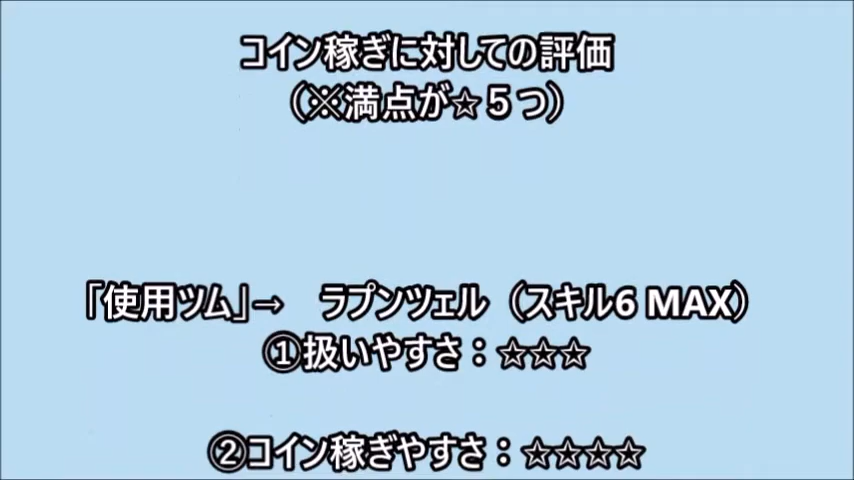 コイン稼ぎに対しての評価
（※満点が☆５つ）
「使用ツム」→　ラプンツェル（スキル6 MAX）
①扱いやすさ：☆☆☆
②コイン稼ぎやすさ：☆☆☆☆